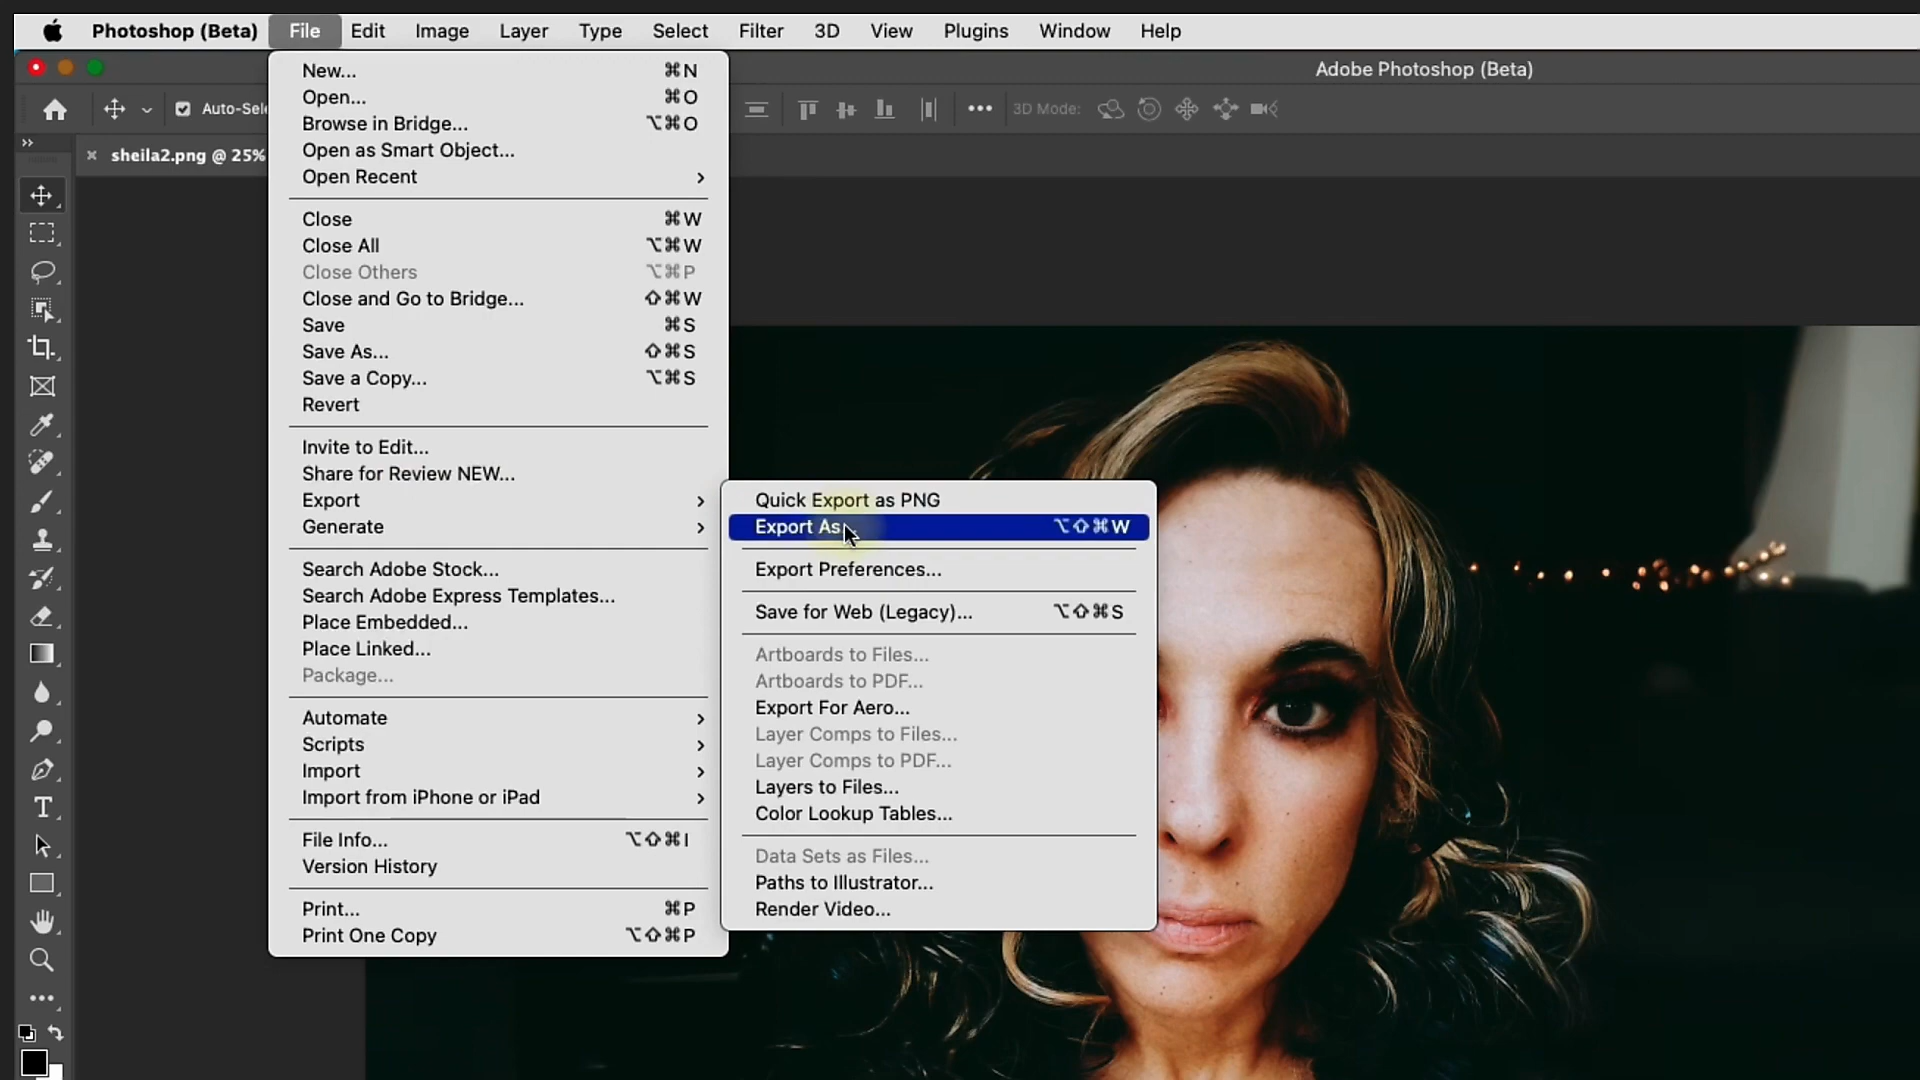 Photoshop (Beta) File Edit Image Layer Type Select Filter 3D View Plugins Window Help
Adobe Photoshop (Beta)
Auto-Sele
3D Mode:
sheila2.png @ 25%
New... ⌘N
Open... ⌘O
Browse in Bridge... ⌥⌘O
Open as Smart Object...
Open Recent
Close ⌘W
Close All ⌥⌘W
Close Others ⌥⌘P
Close and Go to Bridge... ⇧⌘W
Save ⌘S
Save As... ⇧⌘S
Save a Copy... ⌥⌘S
Revert
Invite to Edit...
Share for Review NEW...
Export
Generate
Search Adobe Stock...
Search Adobe Express Templates...
Place Embedded...
Place Linked...
Package...
Automate
Scripts
Import
Import from iPhone or iPad
File Info... ⌥⇧⌘I
Version History
Print... ⌘P
Print One Copy ⌥⇧⌘P
Quick Export as PNG
Export As ⌥⇧⌘W
Export Preferences...
Save for Web (Legacy)... ⌥⇧⌘S
Artboards to Files...
Artboards to PDF...
Export For Aero...
Layer Comps to Files...
Layer Comps to PDF...
Layers to Files...
Color Lookup Tables...
Data Sets as Files...
Paths to Illustrator...
Render Video...